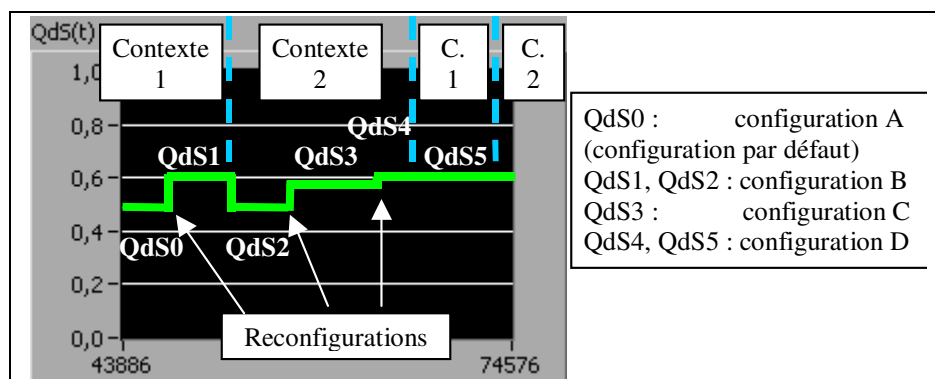 QdS(t)
Contexte
1
Contexte
2
C.
1
C.
2
1,0
0,8
0,6
0,4
0,2
0,0
QdS4
QdS1
QdS3
QdS5
QdS0
QdS2
Reconfigurations
43886
74576
QdS0 : configuration A
(configuration par défaut)
QdS1, QdS2 : configuration B
QdS3 : configuration C
QdS4, QdS5 : configuration D